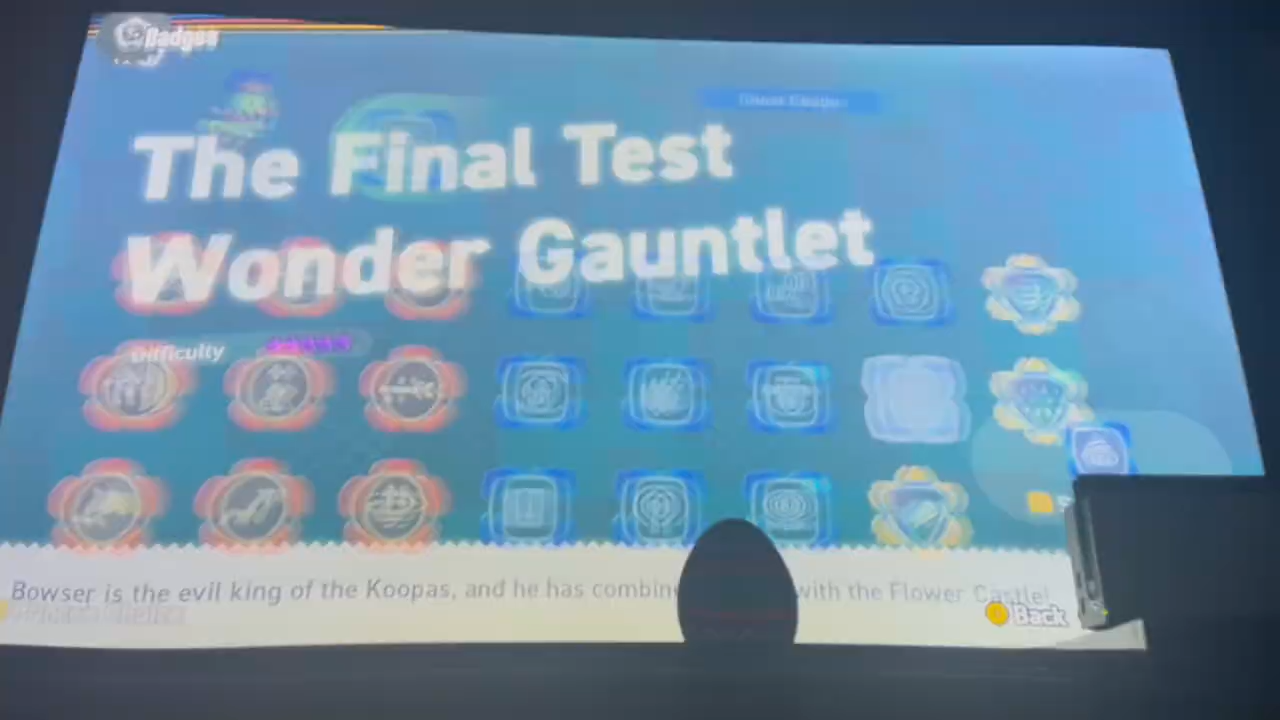 Badges
The Final Test
Wonder Gauntlet
Difficulty
Bowser is the evil king of the Koopas, and he has combin with the Flower Castle!
Back